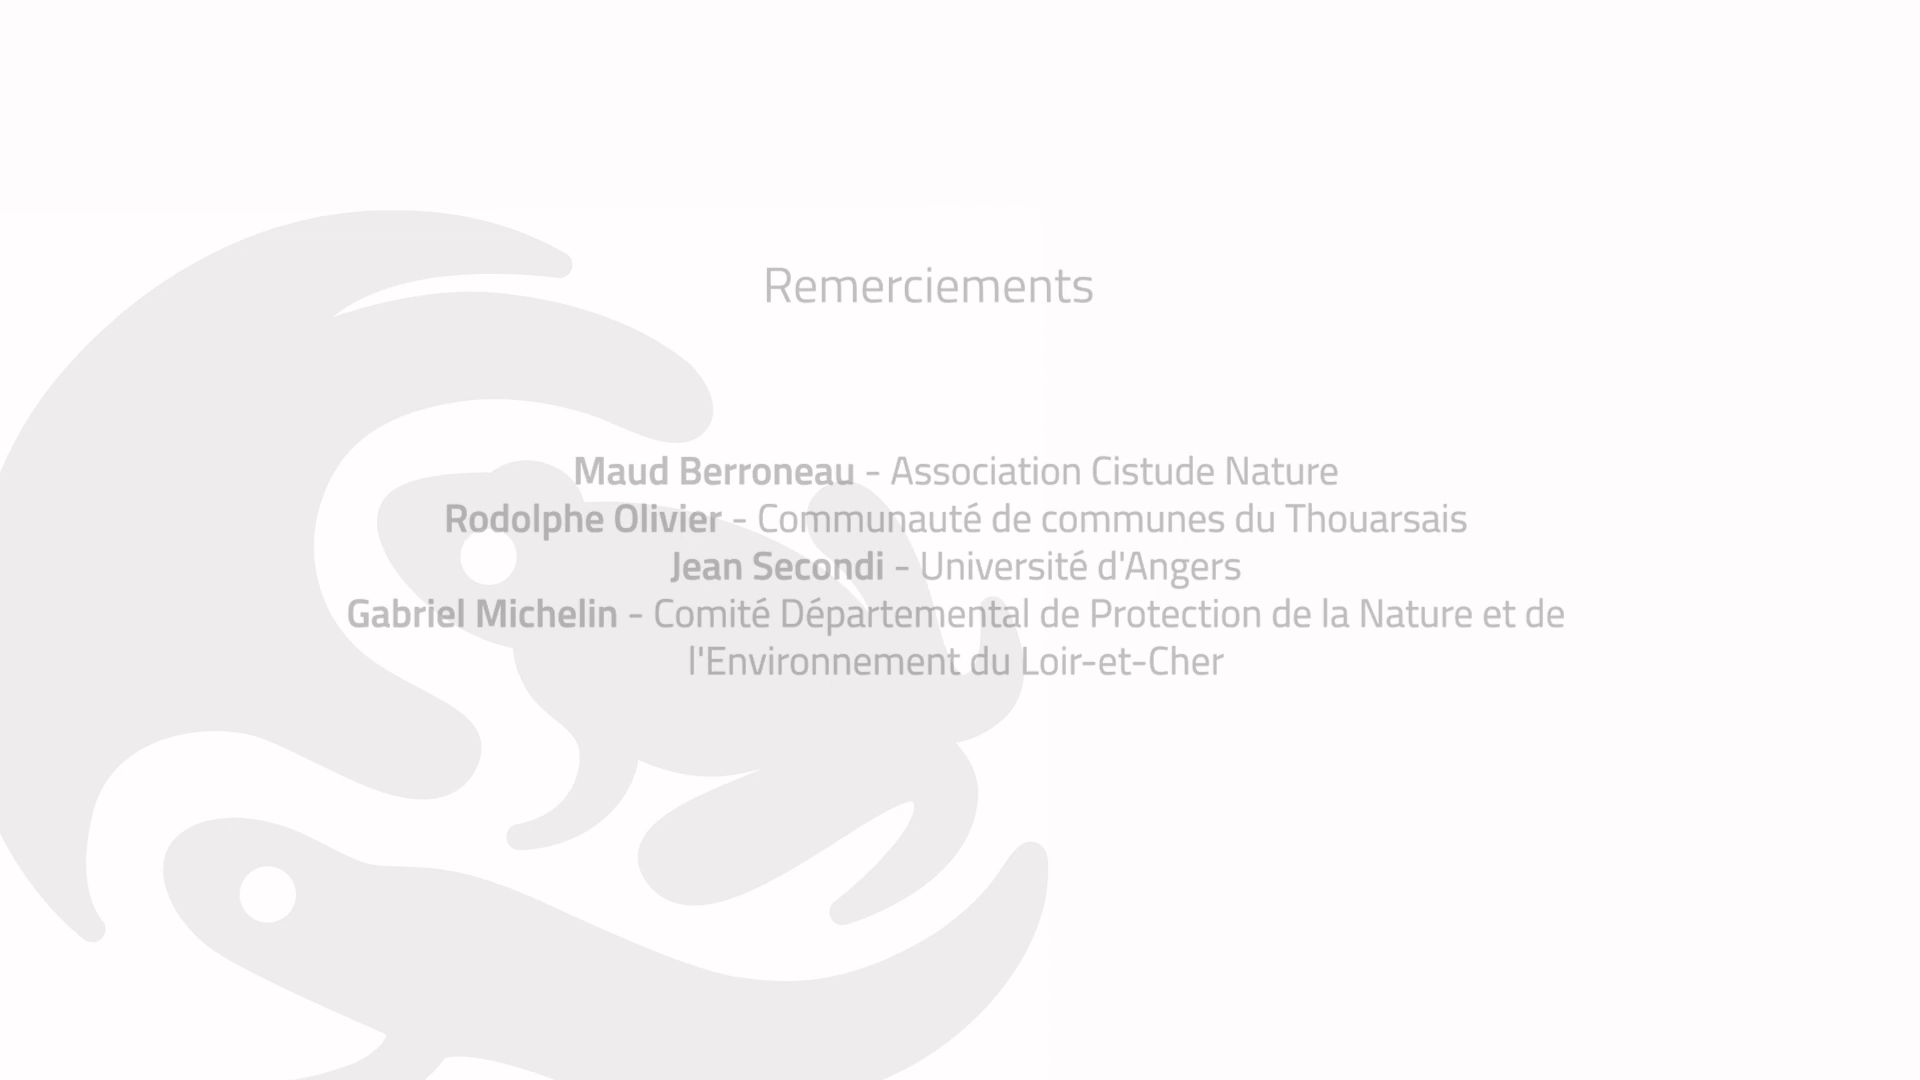 Remerciements
Maud Berroneau - Association Cistude Nature
Rodolphe Olivier - Communauté de communes du Thouarsais
Jean Secondi - Université d'Angers
Gabriel Michelin - Comité Départemental de Protection de la Nature et de
l'Environnement du Loir-et-Cher